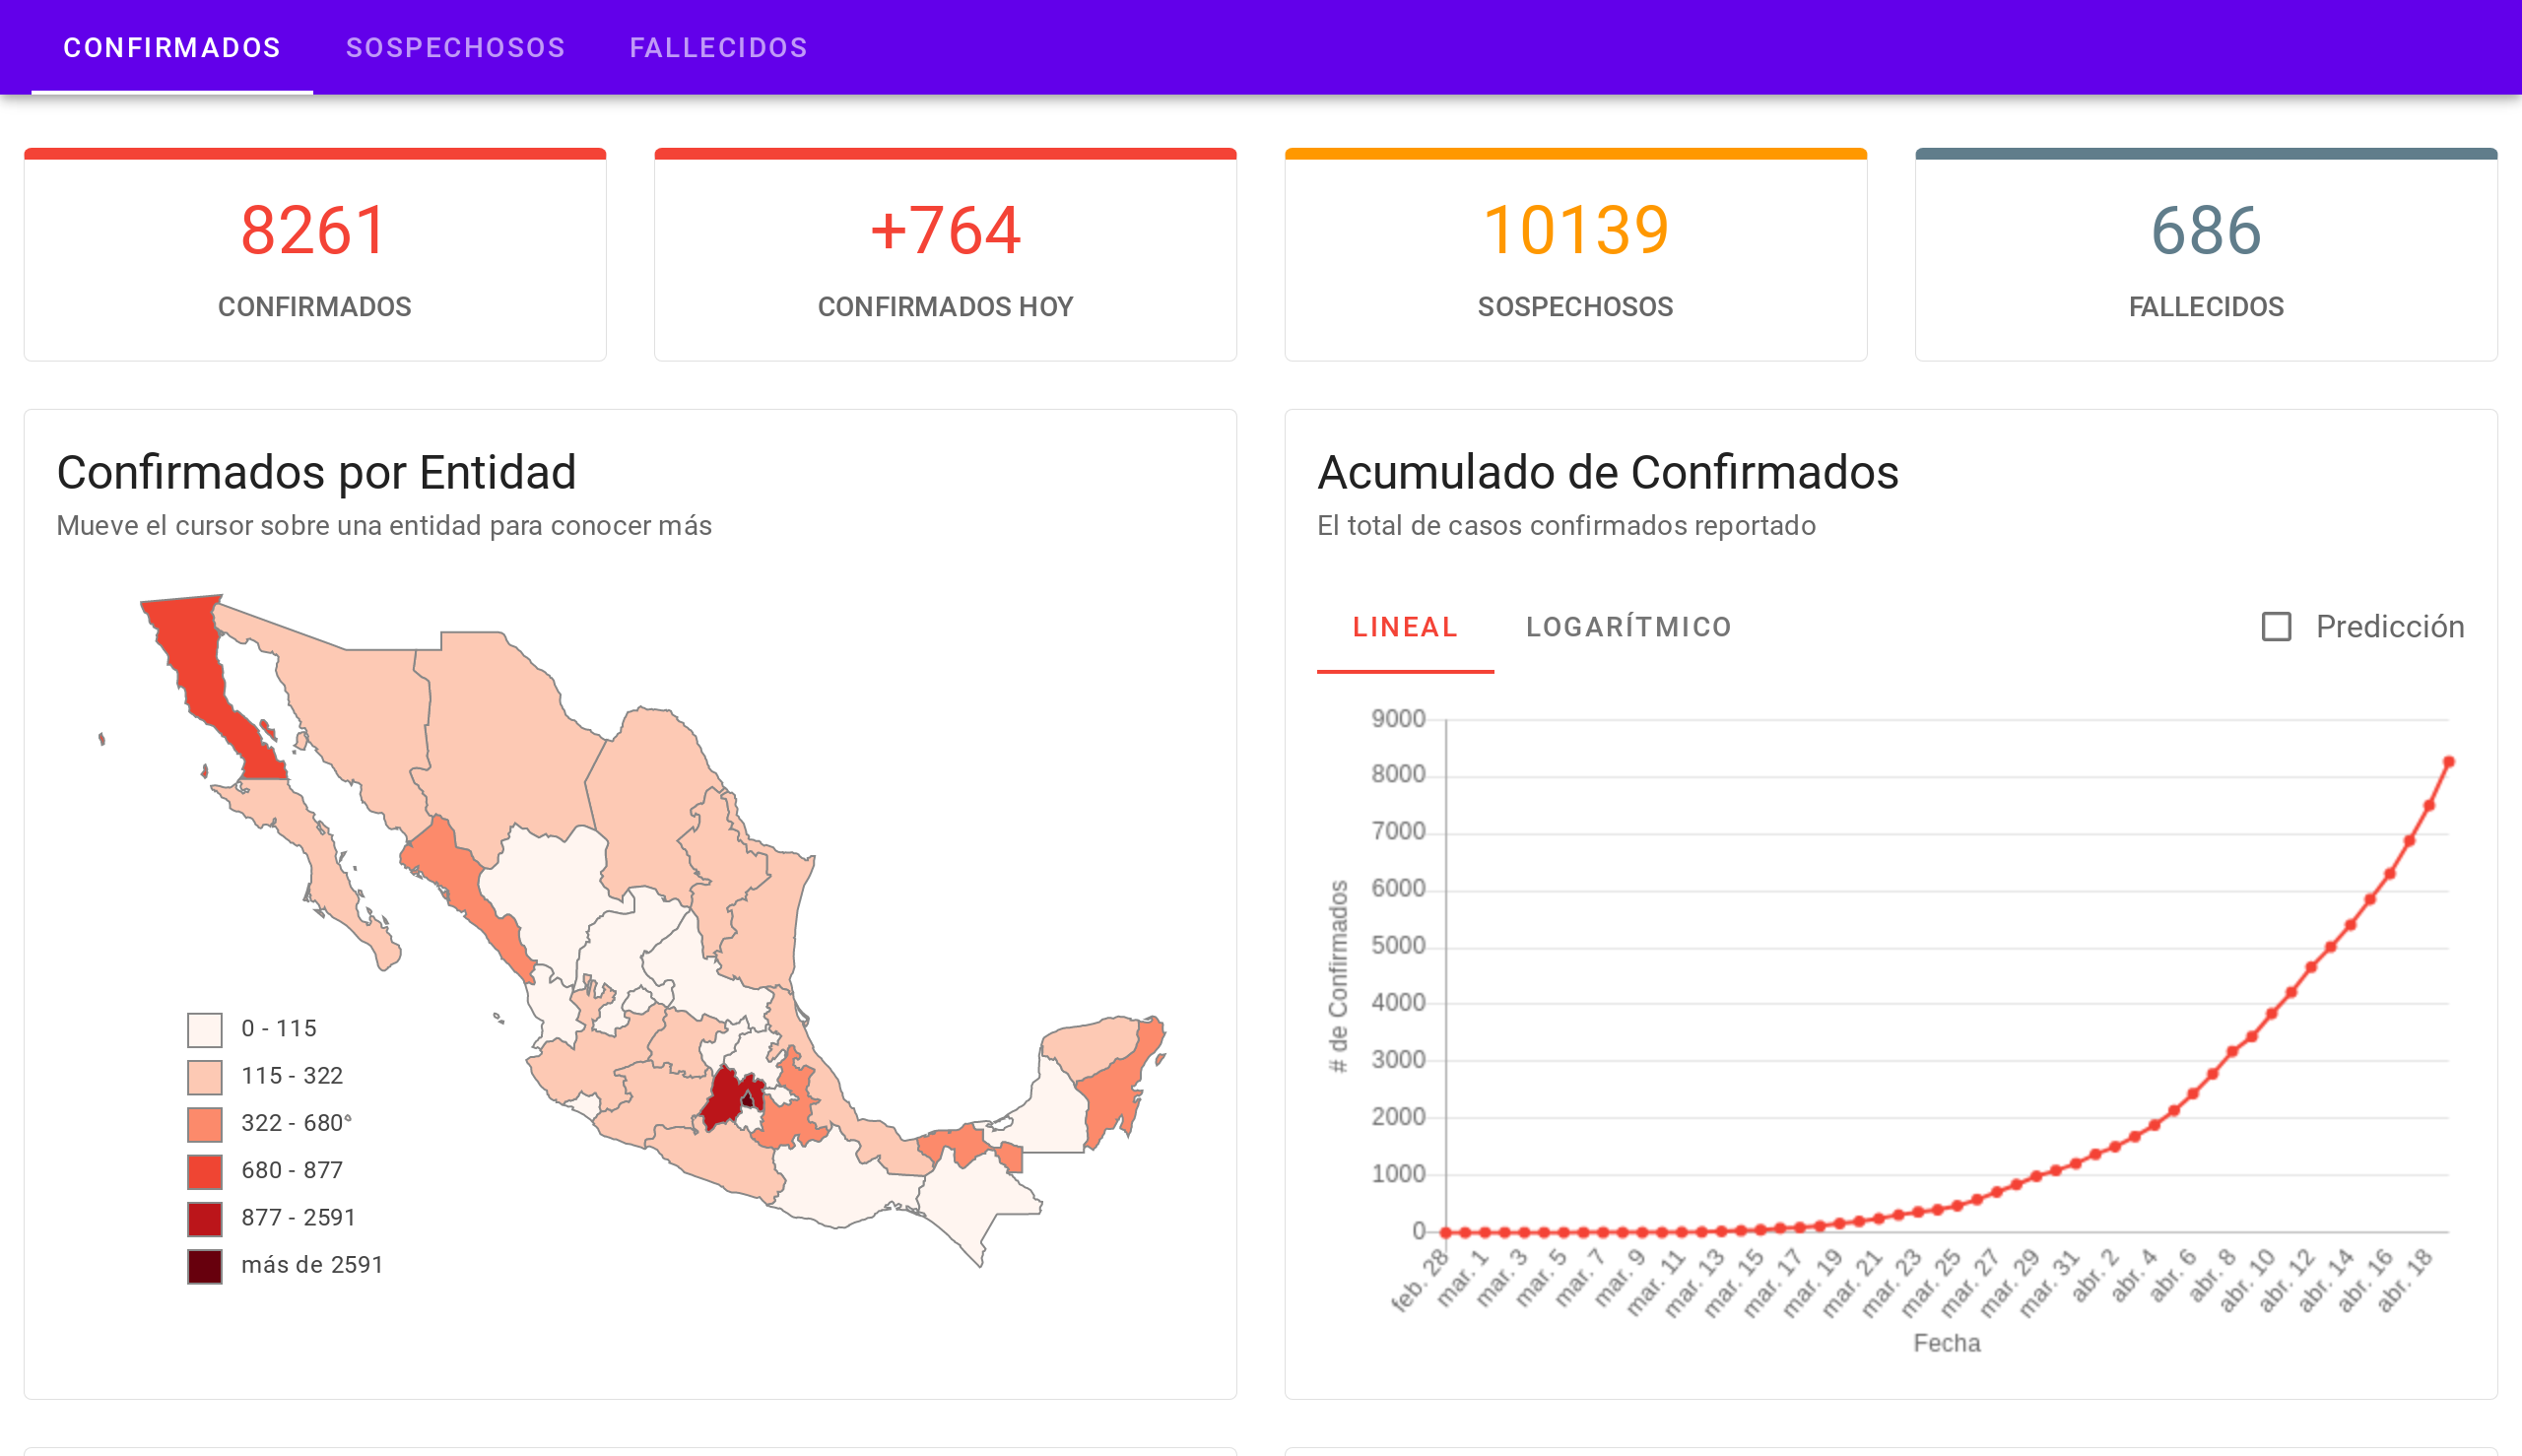 CONFIRMADOS SOSPECHOSOS FALLECIDOS
8261
CONFIRMADOS
+764
CONFIRMADOS HOY
10139
SOSPECHOSOS
686
FALLECIDOS
Confirmados por Entidad
Mueve el cursor sobre una entidad para conocer más
0 - 115
115 - 322
322 - 680
680 - 877
877 - 2591
más de 2591
Acumulado de Confirmados
El total de casos confirmados reportado
LINEAL LOGARÍTMICO Predicción
# de Confirmados
9000
8000
7000
6000
5000
4000
3000
2000
1000
0
feb. 28 mar. 1 mar. 3 mar. 5 mar. 7 mar. 9 mar. 11 mar. 13 mar. 15 mar. 17 mar. 19 mar. 21 mar. 23 mar. 25 mar. 27 mar. 29 mar. 31 abr. 2 abr. 4 abr. 6 abr. 8 abr. 10 abr. 12 abr. 14 abr. 16 abr. 18
Fecha